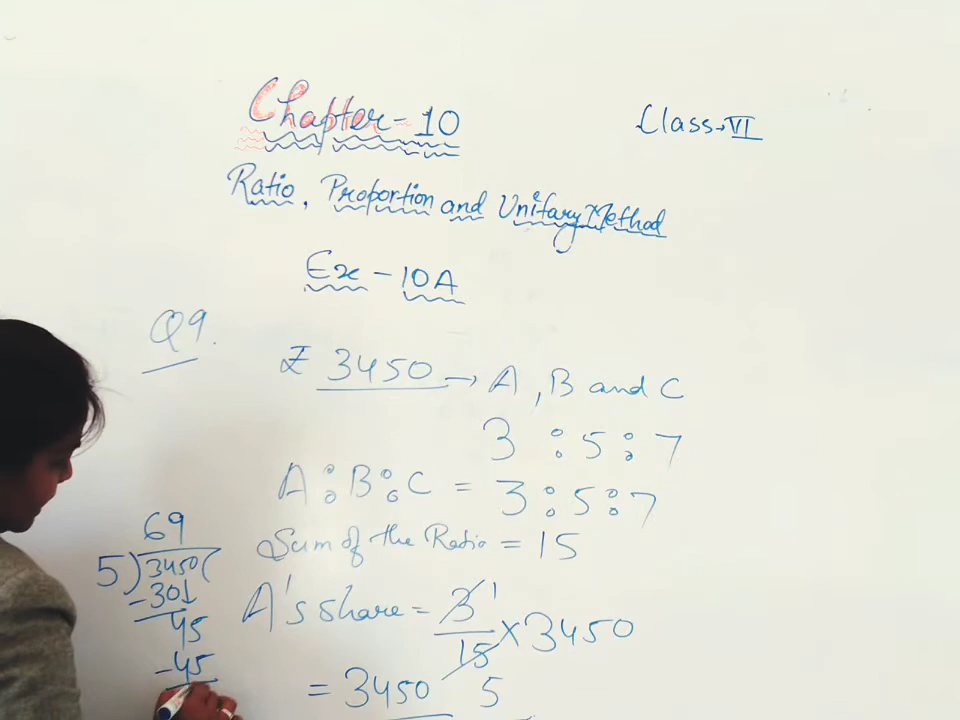 Chapter-10
Class-VI
Ratio, Proportion and Unitary Method
Ex-10A
Q9.
₹ 3450 → A, B and C
3 : 5 : 7
A : B : C = 3 : 5 : 7
Sum of the Ratio = 15
A's share = 3 1
15 × 3450
5
= 3450
69
5) 3450 (
-30↓
45
-45